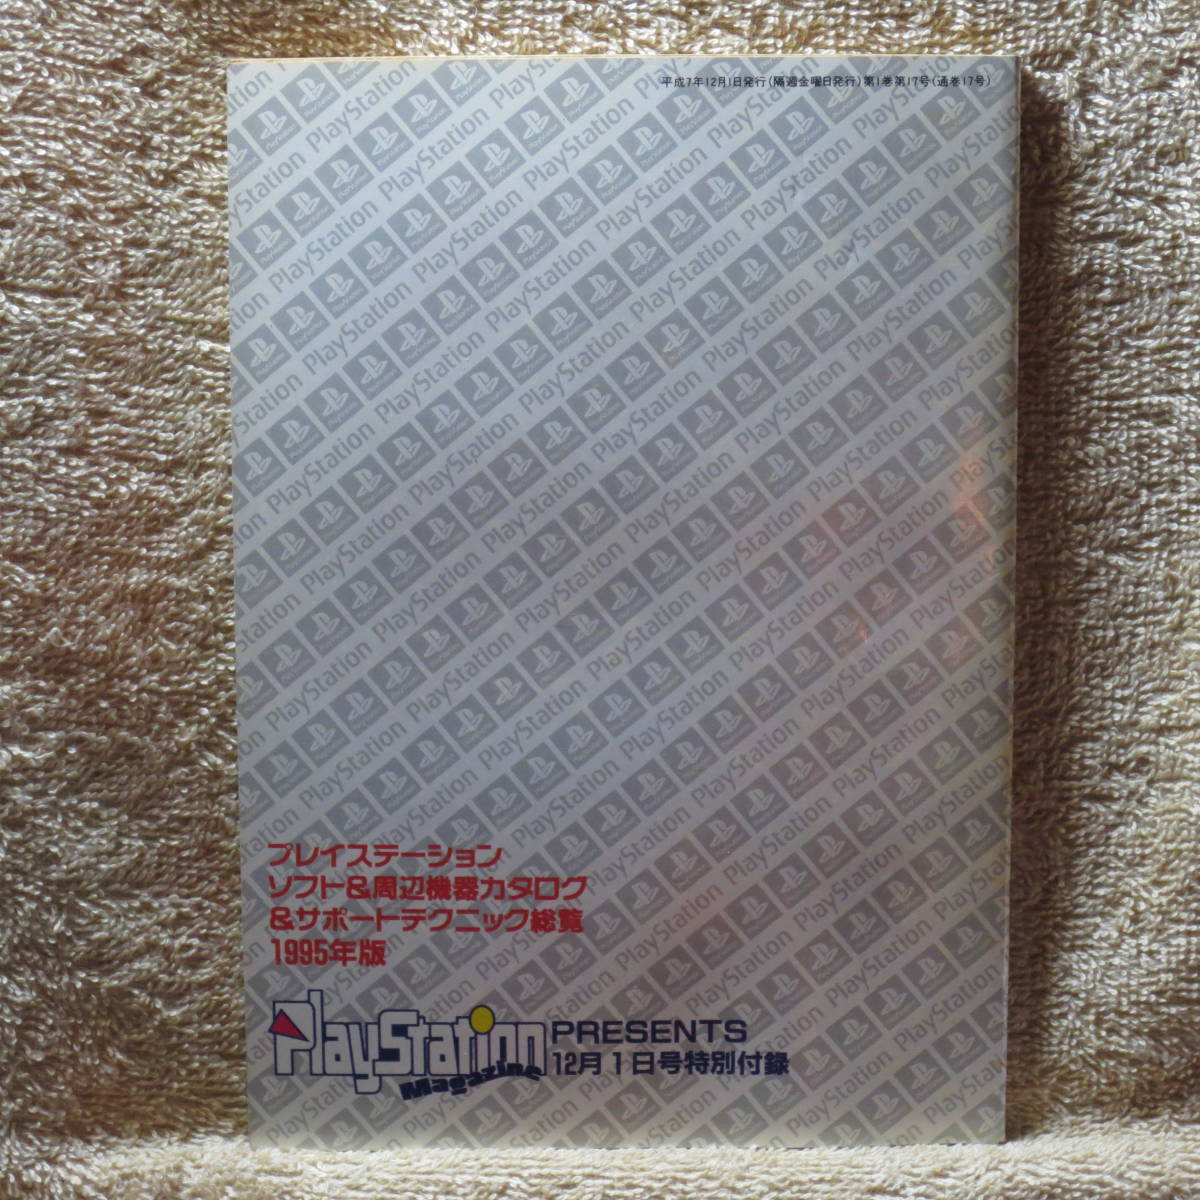 平成7年12月1日発行(隔週金曜日発行)第1巻第17号(通巻17号)
PlayStation
プレイステーション
ソフト&周辺機器カタログ
&サポートテクニック総覧
1995年版
PlayStation Magazine PRESENTS
12月1日号特別付録